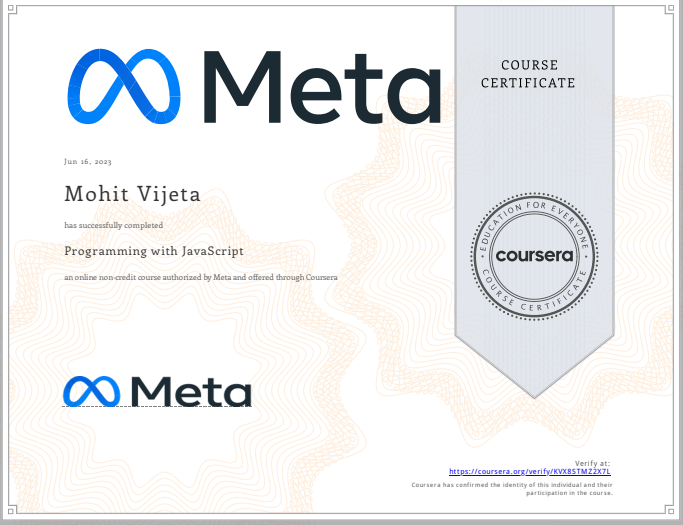 Meta
COURSE
CERTIFICATE
Jun 16, 2023
Mohit Vijeta
has successfully completed
Programming with JavaScript
an online non-credit course authorized by Meta and offered through Coursera
EDUCATION FOR EVERYONE
coursera
COURSE CERTIFICATE
Meta
Verify at:
https://coursera.org/verify/KVX8STMZ2X7L
Coursera has confirmed the identity of this individual and their
participation in the course.